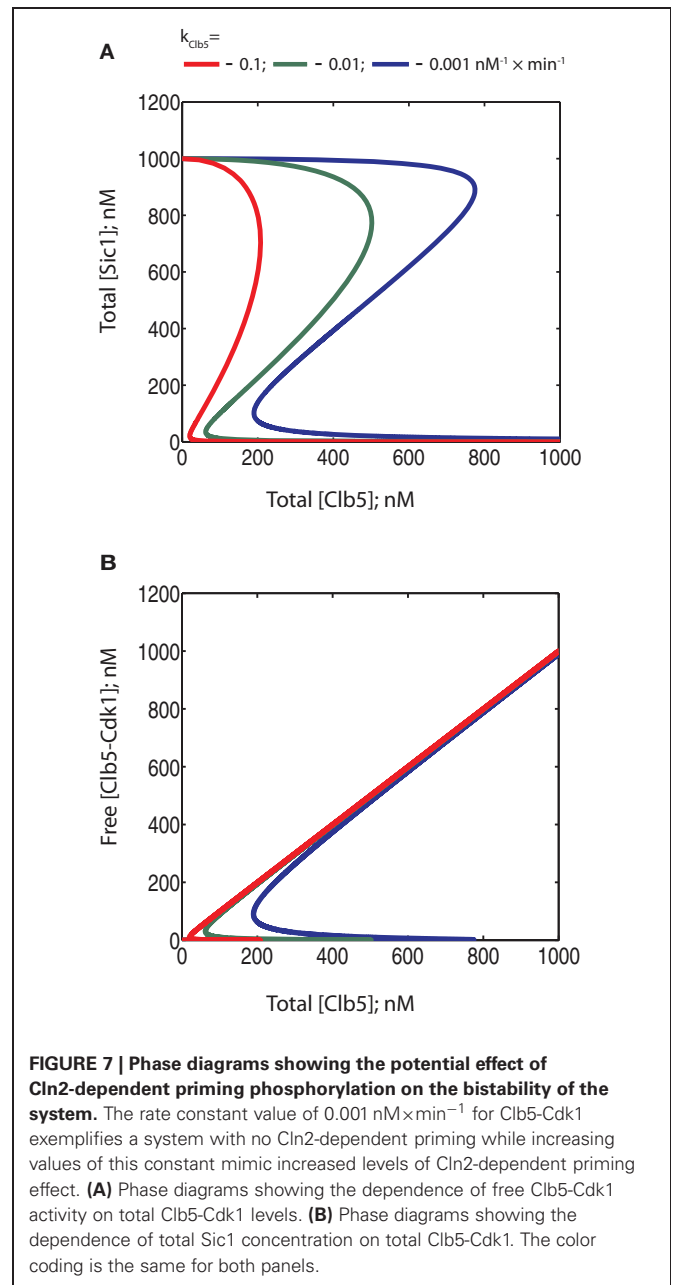 A
k_Clb5=
- 0.1; - 0.01; - 0.001 nM⁻¹ × min⁻¹
1200
1000
800
600
400
200
0
0 200 400 600 800 1000
Total [Sic1]; nM
Total [Clb5]; nM
B
1200
1000
800
600
400
200
0
0 200 400 600 800 1000
Free [Clb5-Cdk1]; nM
Total [Clb5]; nM
FIGURE 7 | Phase diagrams showing the potential effect of
Cln2-dependent priming phosphorylation on the bistability of the
system. The rate constant value of 0.001 nM×min⁻¹ for Clb5-Cdk1
exemplifies a system with no Cln2-dependent priming while increasing
values of this constant mimic increased levels of Cln2-dependent priming
effect. (A) Phase diagrams showing the dependence of free Clb5-Cdk1
activity on total Clb5-Cdk1 levels. (B) Phase diagrams showing the
dependence of total Sic1 concentration on total Clb5-Cdk1. The color
coding is the same for both panels.